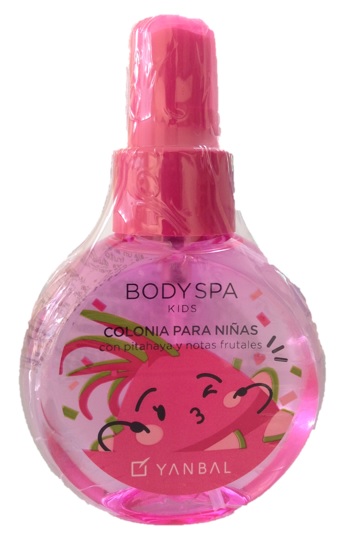 BODYSPA
KIDS
COLONIA PARA NIÑAS
con pitahaya y notas frutales
YANBAL